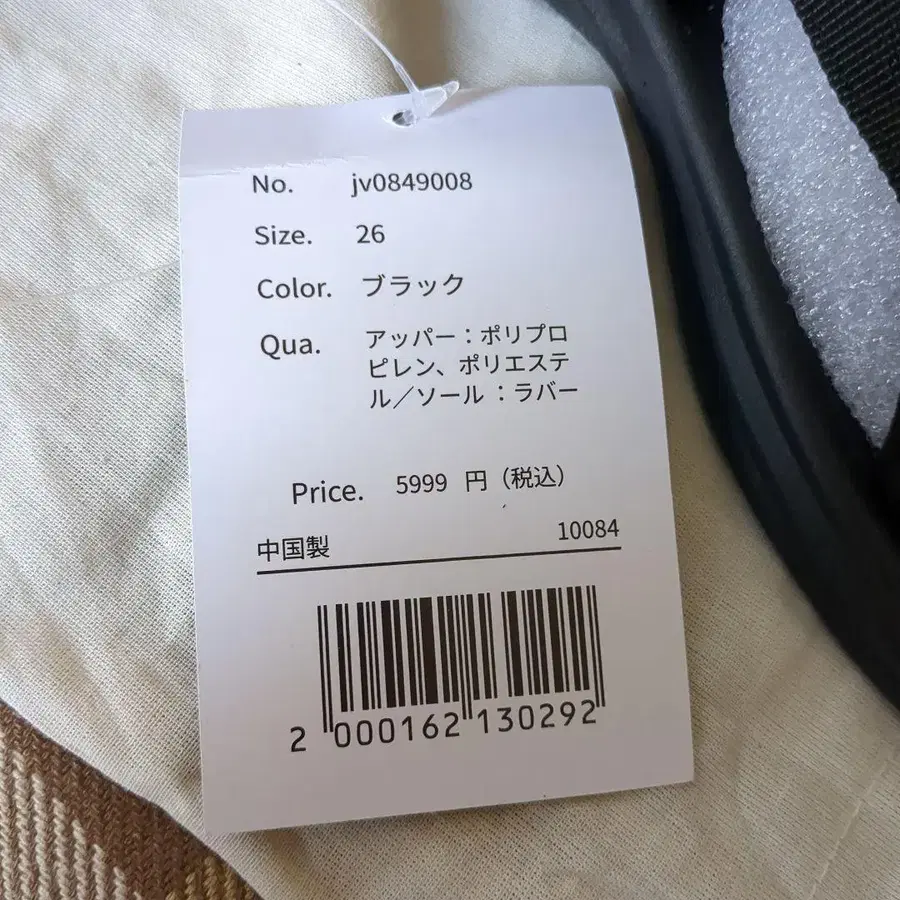 No. jv0849008
Size. 26
Color. ブラック
Qua. アッパー：ポリプロ
ピレン、ポリエステ
ル／ソール：ラバー
Price. 5999 円（税込）
中国製 10084
2 000162 130292